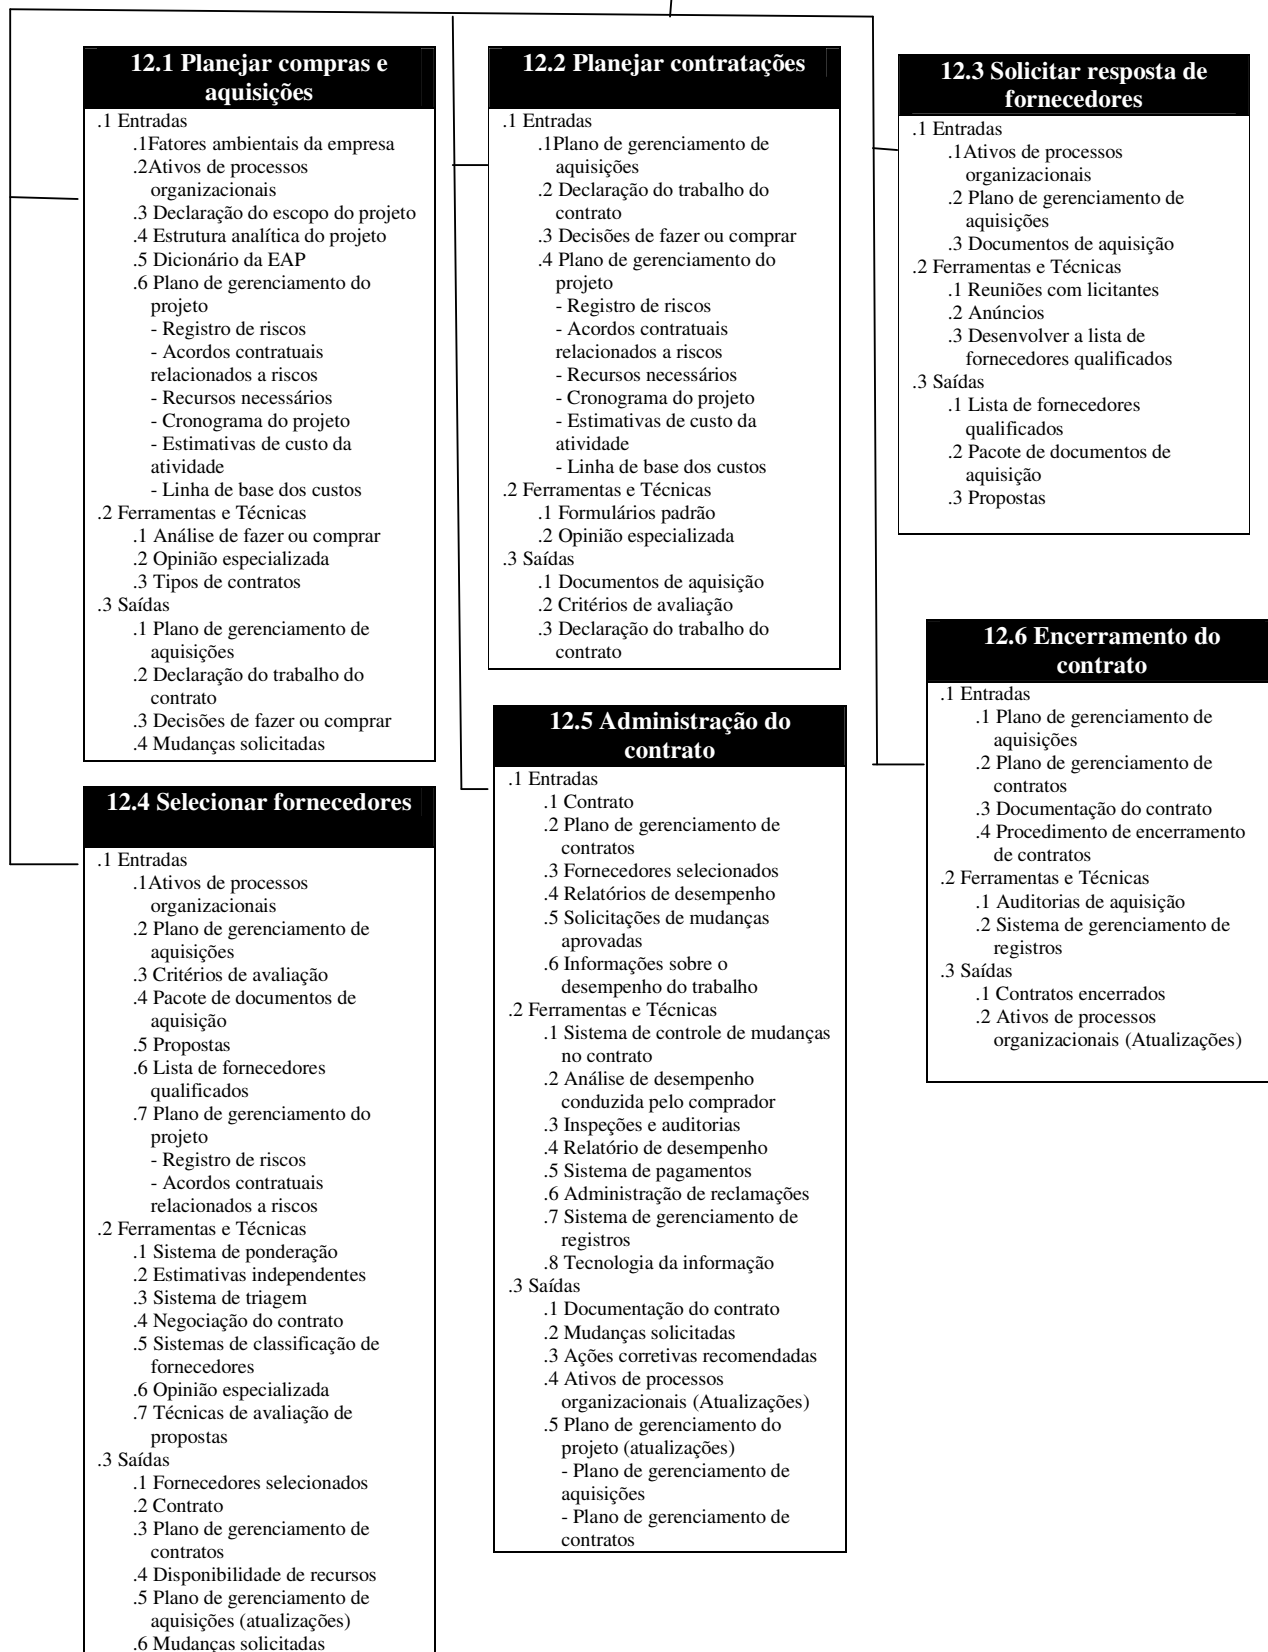 12.1 Planejar compras e
aquisições
.1 Entradas
.1Fatores ambientais da empresa
.2Ativos de processos
organizacionais
.3 Declaração do escopo do projeto
.4 Estrutura analítica do projeto
.5 Dicionário da EAP
.6 Plano de gerenciamento do
projeto
- Registro de riscos
- Acordos contratuais
relacionados a riscos
- Recursos necessários
- Cronograma do projeto
- Estimativas de custo da
atividade
- Linha de base dos custos
.2 Ferramentas e Técnicas
.1 Análise de fazer ou comprar
.2 Opinião especializada
.3 Tipos de contratos
.3 Saídas
.1 Plano de gerenciamento de
aquisições
.2 Declaração do trabalho do
contrato
.3 Decisões de fazer ou comprar
.4 Mudanças solicitadas
12.2 Planejar contratações
.1 Entradas
.1Plano de gerenciamento de
aquisições
.2 Declaração do trabalho do
contrato
.3 Decisões de fazer ou comprar
.4 Plano de gerenciamento do
projeto
- Registro de riscos
- Acordos contratuais
relacionados a riscos
- Recursos necessários
- Cronograma do projeto
- Estimativas de custo da
atividade
- Linha de base dos custos
.2 Ferramentas e Técnicas
.1 Formulários padrão
.2 Opinião especializada
.3 Saídas
.1 Documentos de aquisição
.2 Critérios de avaliação
.3 Declaração do trabalho do
contrato
12.3 Solicitar resposta de
fornecedores
.1 Entradas
.1Ativos de processos
organizacionais
.2 Plano de gerenciamento de
aquisições
.3 Documentos de aquisição
.2 Ferramentas e Técnicas
.1 Reuniões com licitantes
.2 Anúncios
.3 Desenvolver a lista de
fornecedores qualificados
.3 Saídas
.1 Lista de fornecedores
qualificados
.2 Pacote de documentos de
aquisição
.3 Propostas
12.4 Selecionar fornecedores
.1 Entradas
.1Ativos de processos
organizacionais
.2 Plano de gerenciamento de
aquisições
.3 Critérios de avaliação
.4 Pacote de documentos de
aquisição
.5 Propostas
.6 Lista de fornecedores
qualificados
.7 Plano de gerenciamento do
projeto
- Registro de riscos
- Acordos contratuais
relacionados a riscos
.2 Ferramentas e Técnicas
.1 Sistema de ponderação
.2 Estimativas independentes
.3 Sistema de triagem
.4 Negociação do contrato
.5 Sistemas de classificação de
fornecedores
.6 Opinião especializada
.7 Técnicas de avaliação de
propostas
.3 Saídas
.1 Fornecedores selecionados
.2 Contrato
.3 Plano de gerenciamento de
contratos
.4 Disponibilidade de recursos
.5 Plano de gerenciamento de
aquisições (atualizações)
.6 Mudanças solicitadas
12.5 Administração do
contrato
.1 Entradas
.1 Contrato
.2 Plano de gerenciamento de
contratos
.3 Fornecedores selecionados
.4 Relatórios de desempenho
.5 Solicitações de mudanças
aprovadas
.6 Informações sobre o
desempenho do trabalho
.2 Ferramentas e Técnicas
.1 Sistema de controle de mudanças
no contrato
.2 Análise de desempenho
conduzida pelo comprador
.3 Inspeções e auditorias
.4 Relatório de desempenho
.5 Sistema de pagamentos
.6 Administração de reclamações
.7 Sistema de gerenciamento de
registros
.8 Tecnologia da informação
.3 Saídas
.1 Documentação do contrato
.2 Mudanças solicitadas
.3 Ações corretivas recomendadas
.4 Ativos de processos
organizacionais (Atualizações)
.5 Plano de gerenciamento do
projeto (atualizações)
- Plano de gerenciamento de
aquisições
- Plano de gerenciamento de
contratos
12.6 Encerramento do
contrato
.1 Entradas
.1 Plano de gerenciamento de
aquisições
.2 Plano de gerenciamento de
contratos
.3 Documentação do contrato
.4 Procedimento de encerramento
de contratos
.2 Ferramentas e Técnicas
.1 Auditorias de aquisição
.2 Sistema de gerenciamento de
registros
.3 Saídas
.1 Contratos encerrados
.2 Ativos de processos
organizacionais (Atualizações)